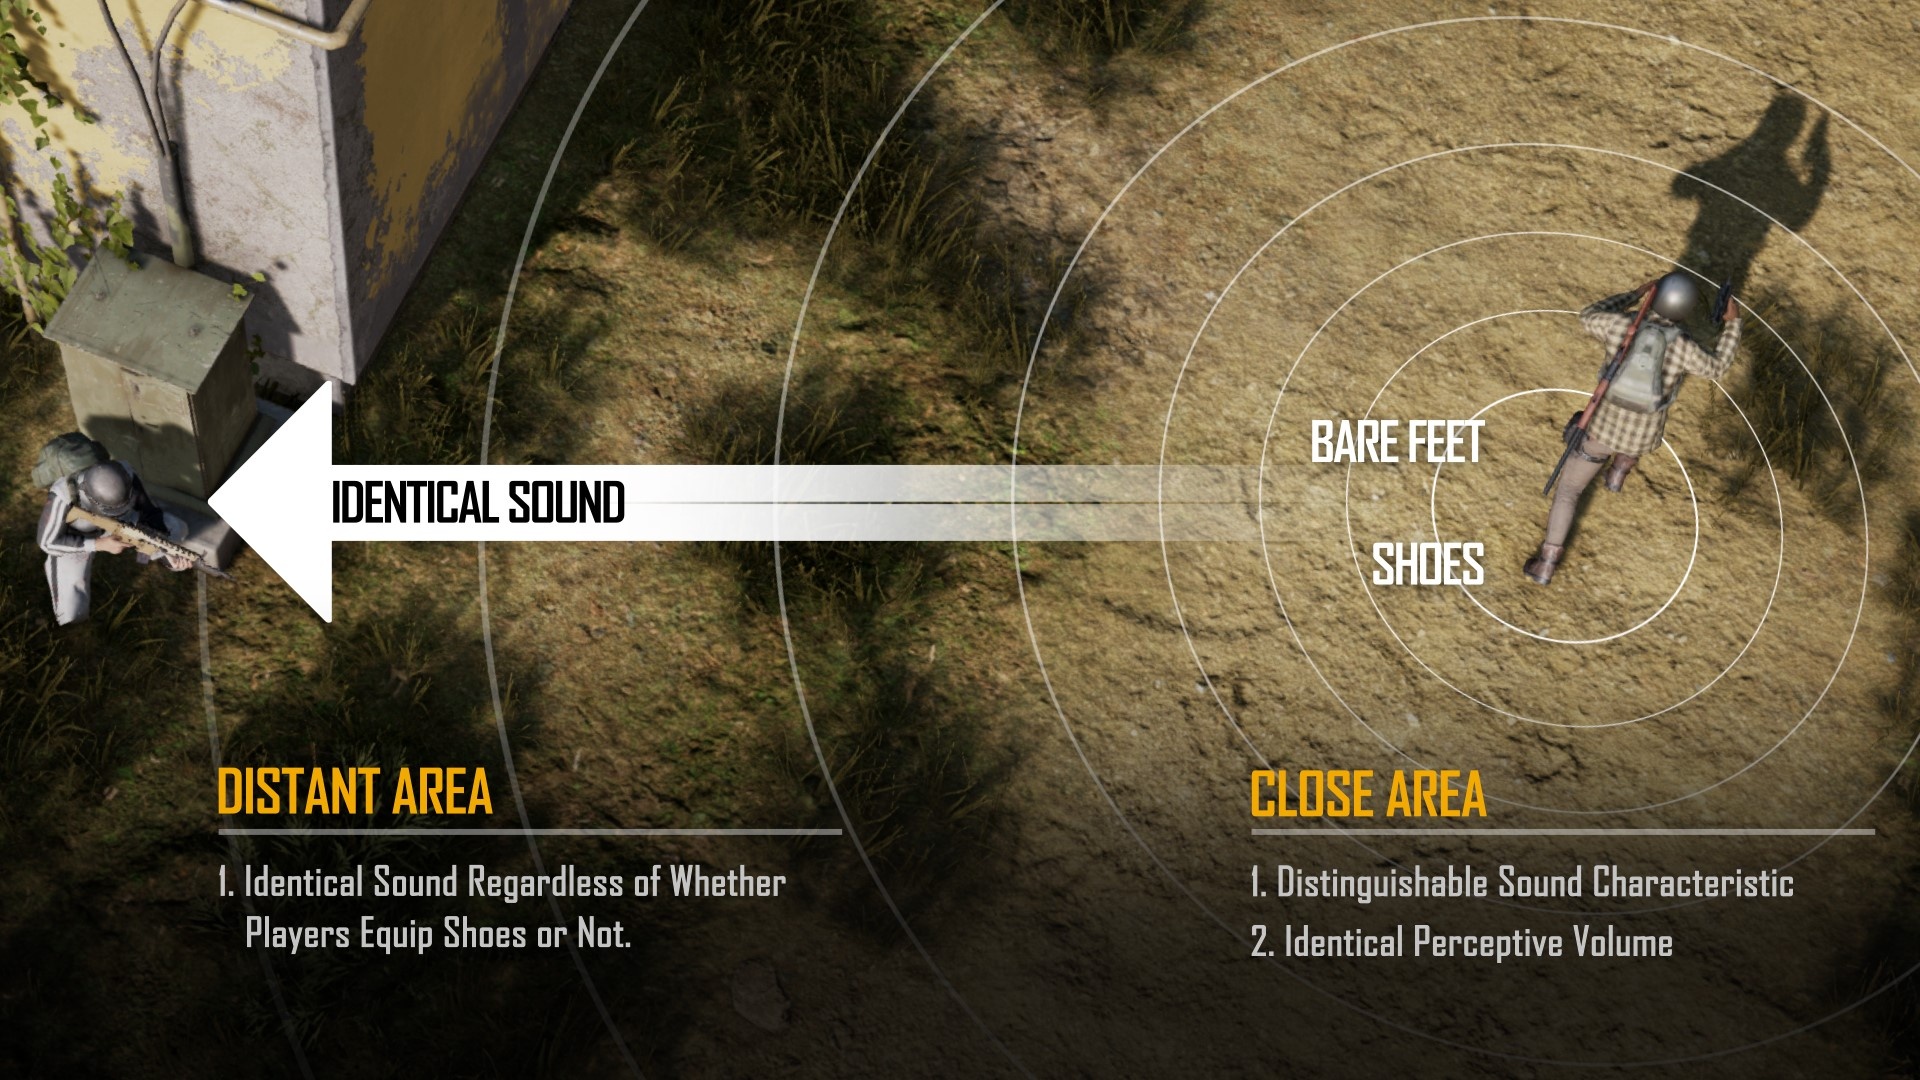 BARE FEET
IDENTICAL SOUND
SHOES
DISTANT AREA
1. Identical Sound Regardless of Whether
Players Equip Shoes or Not.
CLOSE AREA
1. Distinguishable Sound Characteristic
2. Identical Perceptive Volume